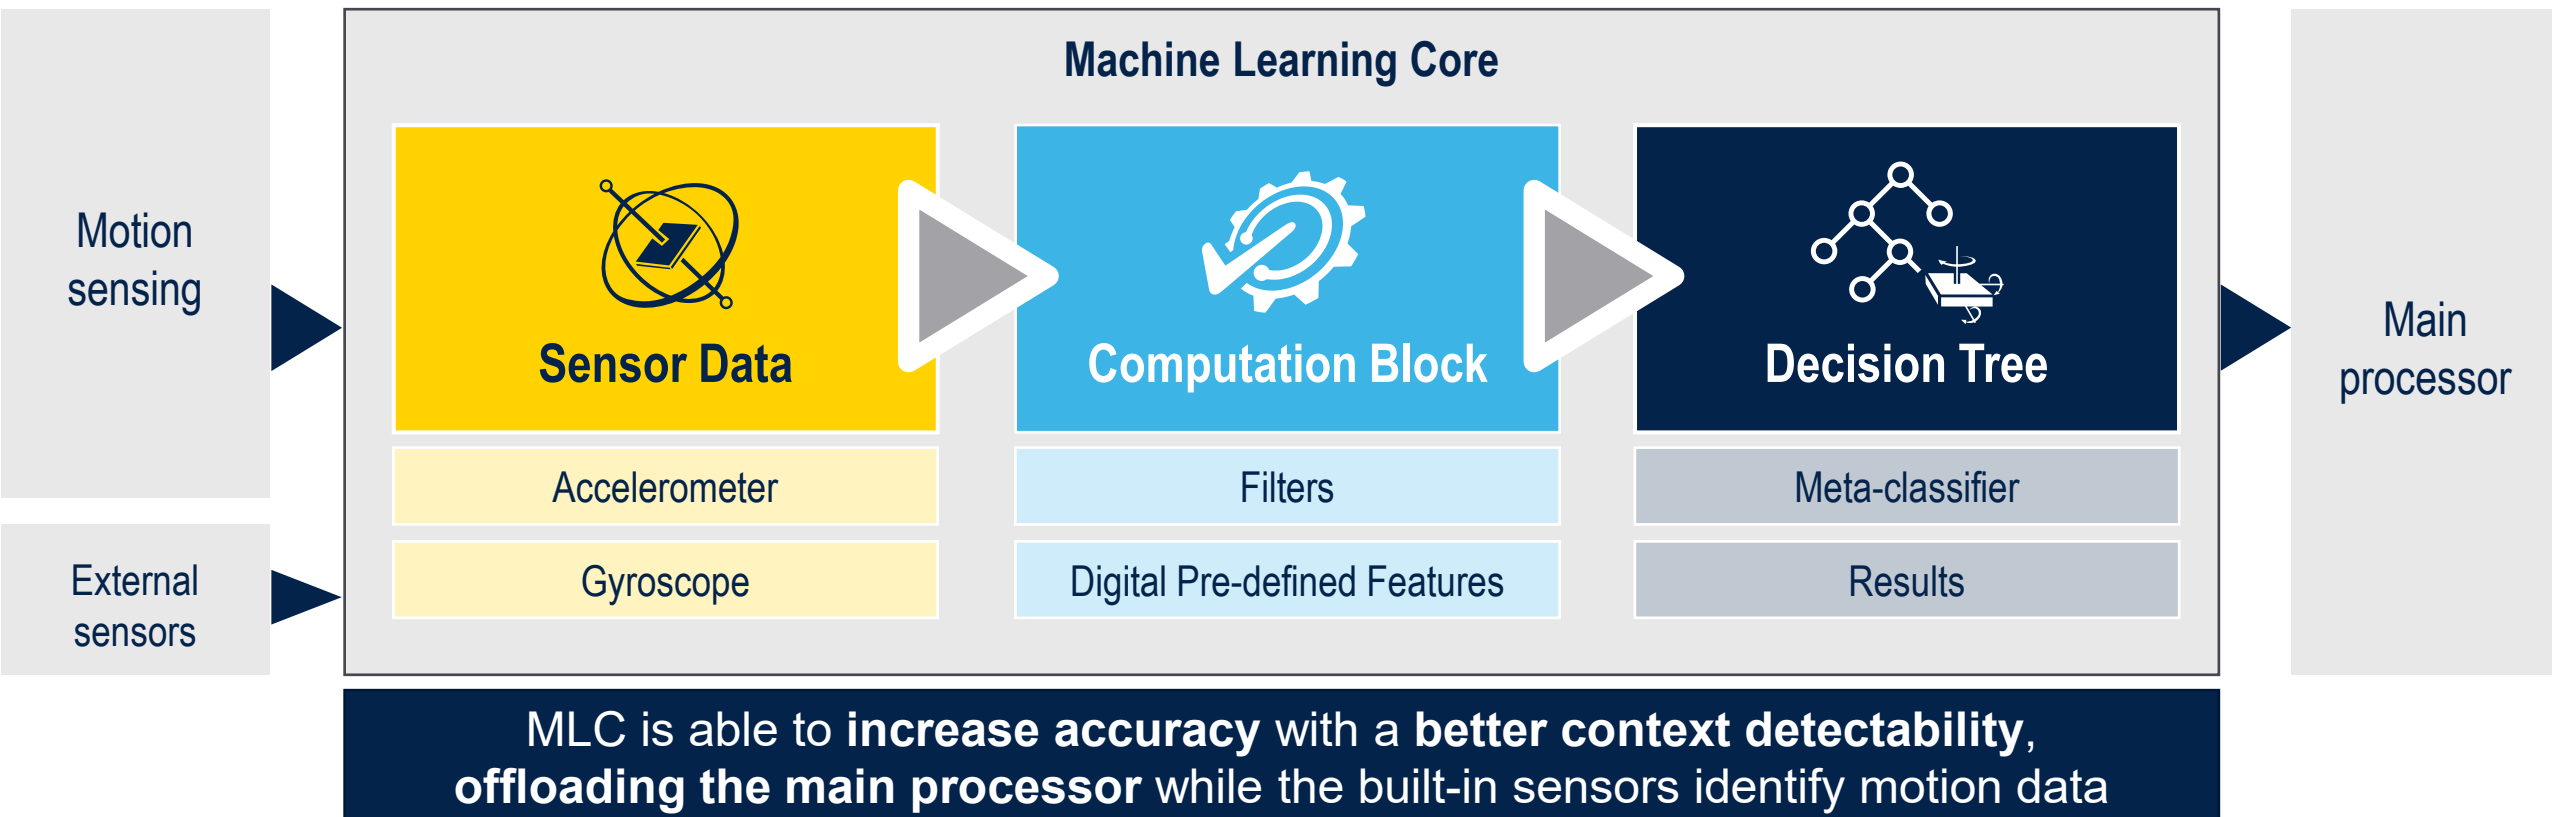 Machine Learning Core
Motion
sensing
External
sensors
Sensor Data
Accelerometer
Gyroscope
Computation Block
Filters
Digital Pre-defined Features
Decision Tree
Meta-classifier
Results
Main
processor
MLC is able to increase accuracy with a better context detectability,
offloading the main processor while the built-in sensors identify motion data